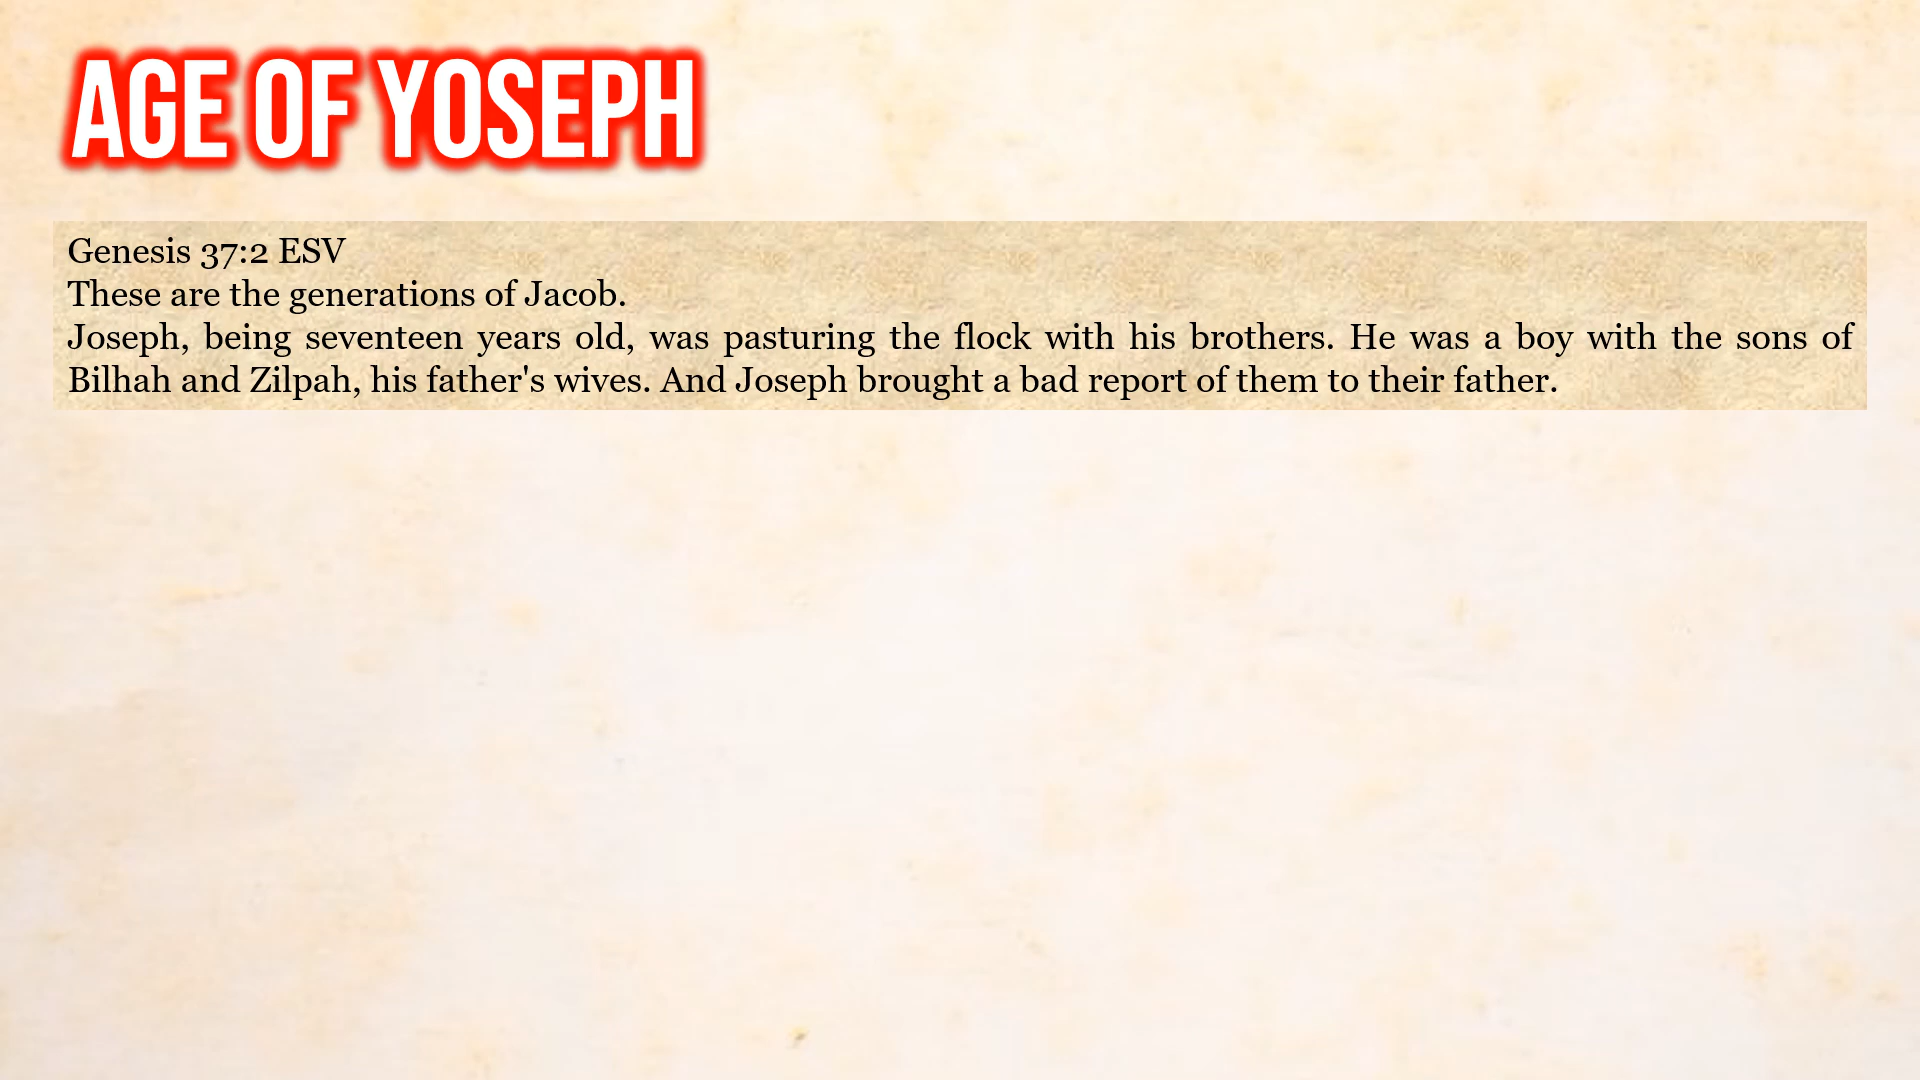 AGE OF YOSEPH
Genesis 37:2 ESV
These are the generations of Jacob.
Joseph, being seventeen years old, was pasturing the flock with his brothers. He was a boy with the sons of
Bilhah and Zilpah, his father's wives. And Joseph brought a bad report of them to their father.